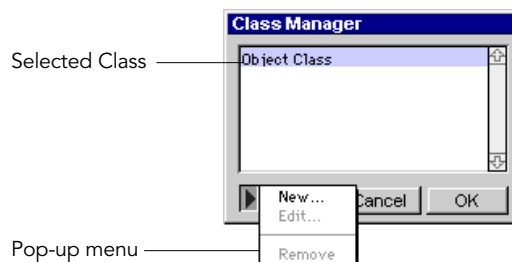 Class Manager
Selected Class
Object Class
New...
Cancel
OK
Edit...
Pop-up menu
Remove